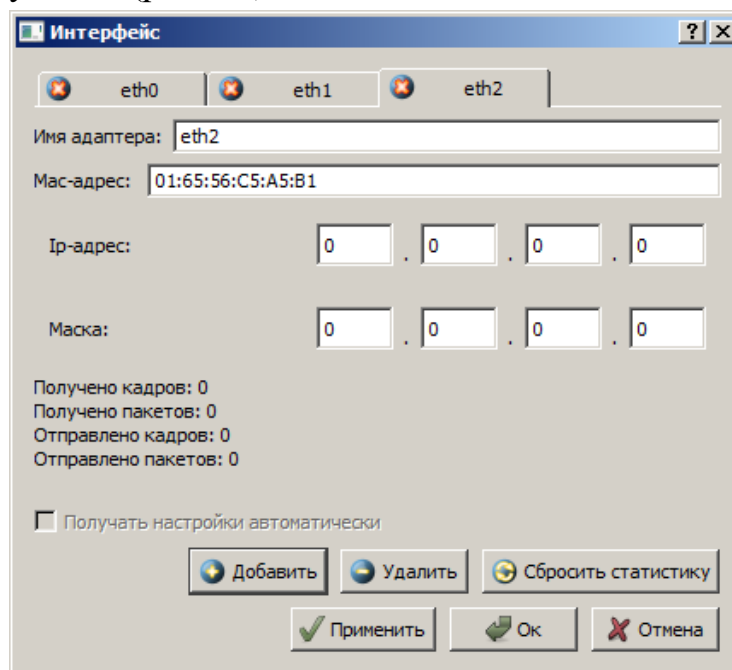 Интерфейс
eth0 eth1 eth2
Имя адаптера: eth2
Mac-адрес: 01:65:56:C5:A5:B1
Ip-адрес: 0 . 0 . 0 . 0
Маска: 0 . 0 . 0 . 0
Получено кадров: 0
Получено пакетов: 0
Отправлено кадров: 0
Отправлено пакетов: 0
Получать настройки автоматически
Добавить Удалить Сбросить статистику
Применить Ок Отмена